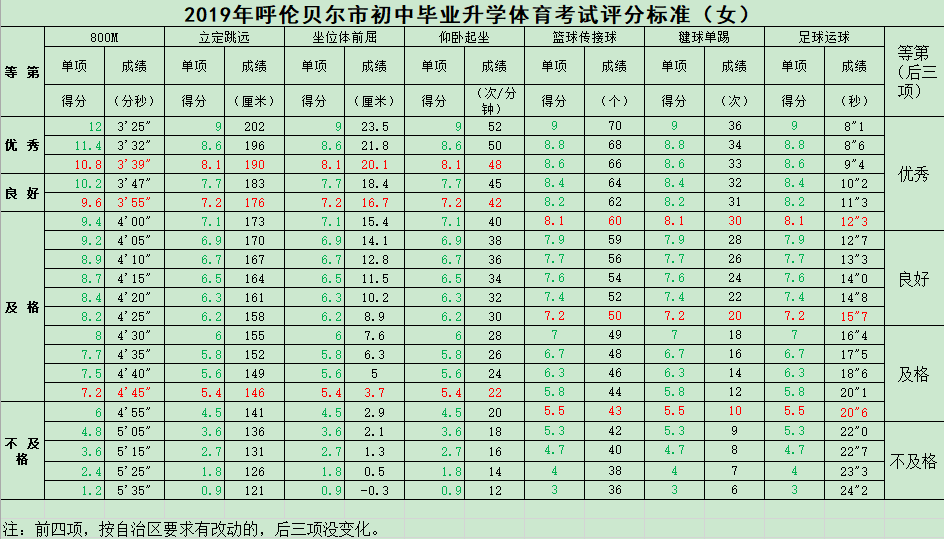 2019年呼伦贝尔市初中毕业升学体育考试评分标准（女）
等 第 800M 立定跳远 坐位体前屈 仰卧起坐 篮球传接球 毽球单踢 足球运球 等第（后三项）
单项 成绩 单项 成绩 单项 成绩 单项 成绩 单项 成绩 单项 成绩 单项 成绩
得分 （分秒） 得分 （厘米） 得分 （厘米） 得分 （次/分钟） 得分 （个） 得分 （次） 得分 （秒）
优 秀 12 3'25" 9 202 9 23.5 9 52 9 70 9 36 9 8"1 优秀
11.4 3'32" 8.6 196 8.6 21.8 8.6 50 8.8 68 8.8 34 8.8 8"6
10.8 3'39" 8.1 190 8.1 20.1 8.1 48 8.6 66 8.6 33 8.6 9"4
良 好 10.2 3'47" 7.7 183 7.7 18.4 7.7 45 8.4 64 8.4 32 8.4 10"2
9.6 3'55" 7.2 176 7.2 16.7 7.2 42 8.2 62 8.2 31 8.2 11"3
及 格 9.4 4'00" 7.1 173 7.1 15.4 7.1 40 8.1 60 8.1 30 8.1 12"3
9.2 4'05" 6.9 170 6.9 14.1 6.9 38 7.9 59 7.9 28 7.9 12"7 良好
8.9 4'10" 6.7 167 6.7 12.8 6.7 36 7.7 56 7.7 26 7.7 13"3
8.7 4'15" 6.5 164 6.5 11.5 6.5 34 7.6 54 7.6 24 7.6 14"0
8.4 4'20" 6.3 161 6.3 10.2 6.3 32 7.4 52 7.4 22 7.4 14"8
8.2 4'25" 6.2 158 6.2 8.9 6.2 30 7.2 50 7.2 20 7.2 15"7
8 4'30" 6 155 6 7.6 6 28 7 49 7 18 7 16"4 及格
7.7 4'35" 5.8 152 5.8 6.3 5.8 26 6.7 48 6.7 16 6.7 17"5
7.5 4'40" 5.6 149 5.6 5 5.6 24 6.3 46 6.3 14 6.3 18"6
7.2 4'45" 5.4 146 5.4 3.7 5.4 22 5.8 44 5.8 12 5.8 20"1
不 及 格 6 4'55" 4.5 141 4.5 2.9 4.5 20 5.5 43 5.5 10 5.5 20"6
4.8 5'05" 3.6 136 3.6 2.1 3.6 18 5.3 42 5.3 9 5.3 22"0 不及格
3.6 5'15" 2.7 131 2.7 1.3 2.7 16 4.7 40 4.7 8 4.7 22"7
2.4 5'25" 1.8 126 1.8 0.5 1.8 14 4 38 4 7 4 23"3
1.2 5'35" 0.9 121 0.9 -0.3 0.9 12 3 36 3 6 3 24"2
注：前四项，按自治区要求有改动的，后三项没变化。